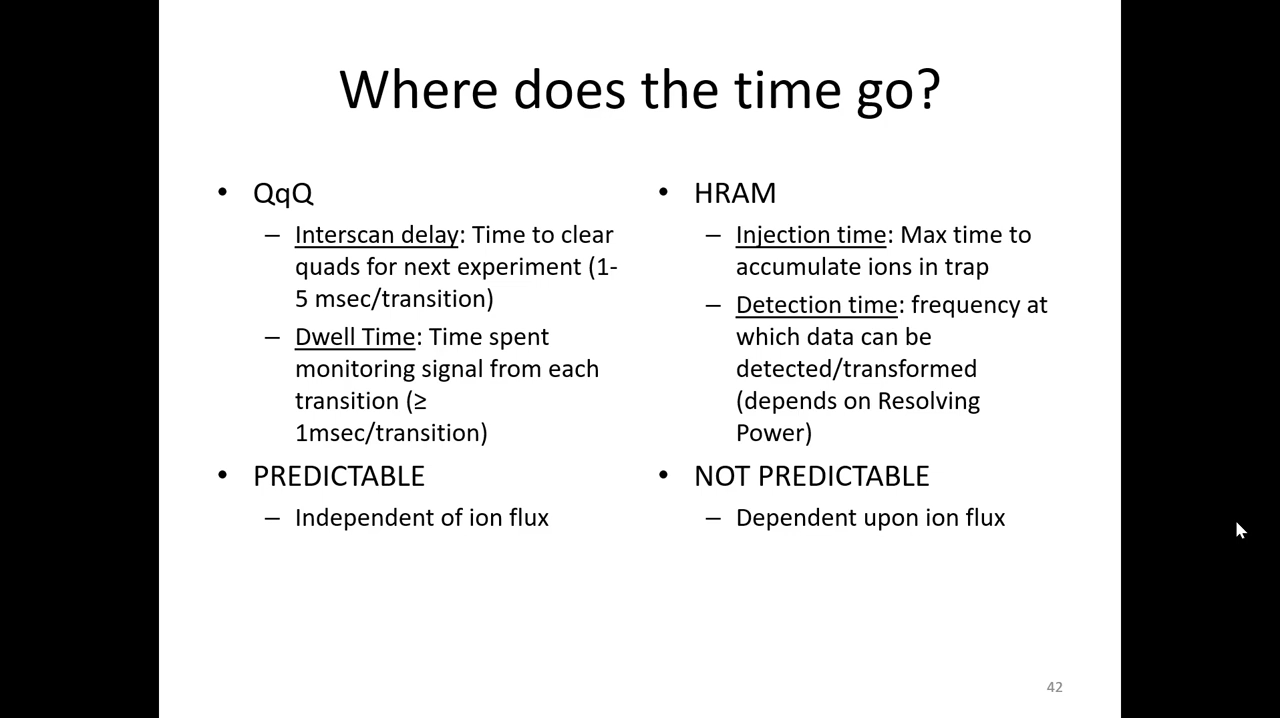 Where does the time go?
• QqQ
– Interscan delay: Time to clear
quads for next experiment (1-
5 msec/transition)
– Dwell Time: Time spent
monitoring signal from each
transition (≥
1msec/transition)
• PREDICTABLE
– Independent of ion flux
• HRAM
– Injection time: Max time to
accumulate ions in trap
– Detection time: frequency at
which data can be
detected/transformed
(depends on Resolving
Power)
• NOT PREDICTABLE
– Dependent upon ion flux
42